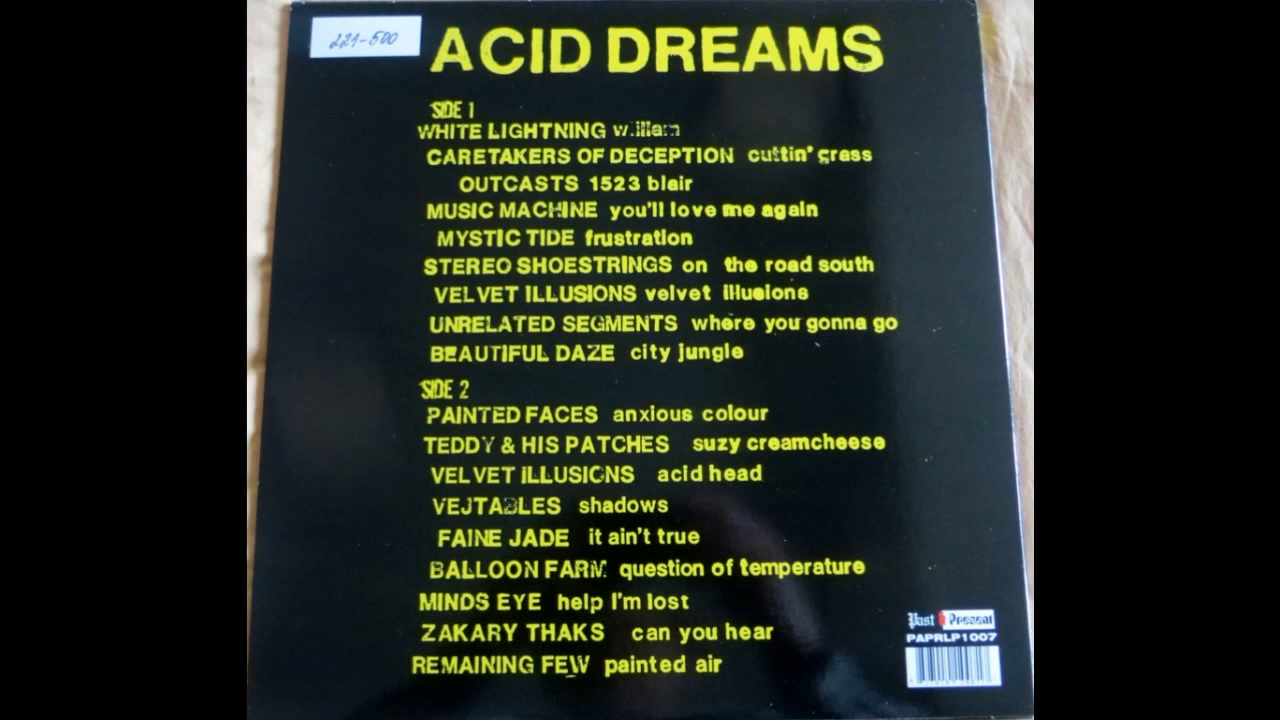 221-500
ACID DREAMS
SIDE 1
WHITE LIGHTNING william
CARETAKERS OF DECEPTION cuttin' grass
OUTCASTS 1523 blair
MUSIC MACHINE you'll love me again
MYSTIC TIDE frustration
STEREO SHOESTRINGS on the road south
VELVET ILLUSIONS velvet illusions
UNRELATED SEGMENTS where you gonna go
BEAUTIFUL DAZE city jungle
SIDE 2
PAINTED FACES anxious colour
TEDDY & HIS PATCHES suzy creamcheese
VELVET ILLUSIONS acid head
VEJTABLES shadows
FAINE JADE it ain't true
BALLOON FARM question of temperature
MINDS EYE help I'm lost
ZAKARY THAKS can you hear
REMAINING FEW painted air
Past & Present
PAPRLP1007